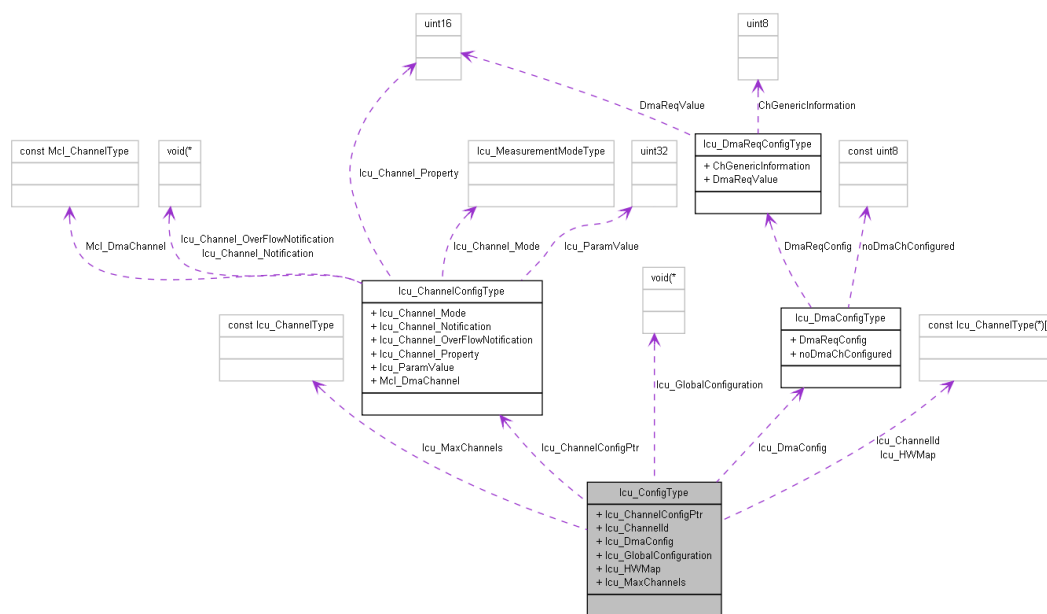 uint16
uint8
DmaReqValue
ChGenericInformation
const Mcl_ChannelType
void(*
Icu_MeasurementModeType
uint32
Icu_DmaReqConfigType
+ ChGenericInformation
+ DmaReqValue
const uint8
Icu_Channel_Property
Mcl_DmaChannel
Icu_Channel_OverFlowNotification
Icu_Channel_Notification
Icu_Channel_Mode
Icu_ParamValue
DmaReqConfig
noDmaChConfigured
Icu_ChannelConfigType
+ Icu_Channel_Mode
+ Icu_Channel_Notification
+ Icu_Channel_OverFlowNotification
+ Icu_Channel_Property
+ Icu_ParamValue
+ Mcl_DmaChannel
void(*
const Icu_ChannelType
Icu_DmaConfigType
+ DmaReqConfig
+ noDmaChConfigured
const Icu_ChannelType(*)[
Icu_GlobalConfiguration
Icu_MaxChannels
Icu_ChannelConfigPtr
Icu_DmaConfig
Icu_ChannelId
Icu_HWMap
Icu_ConfigType
+ Icu_ChannelConfigPtr
+ Icu_ChannelId
+ Icu_DmaConfig
+ Icu_GlobalConfiguration
+ Icu_HWMap
+ Icu_MaxChannels